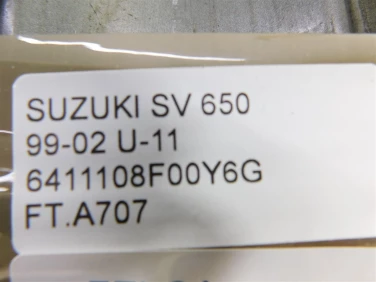 SUZUKI SV 650
99-02 U-11
6411108F00Y6G
FT.A707